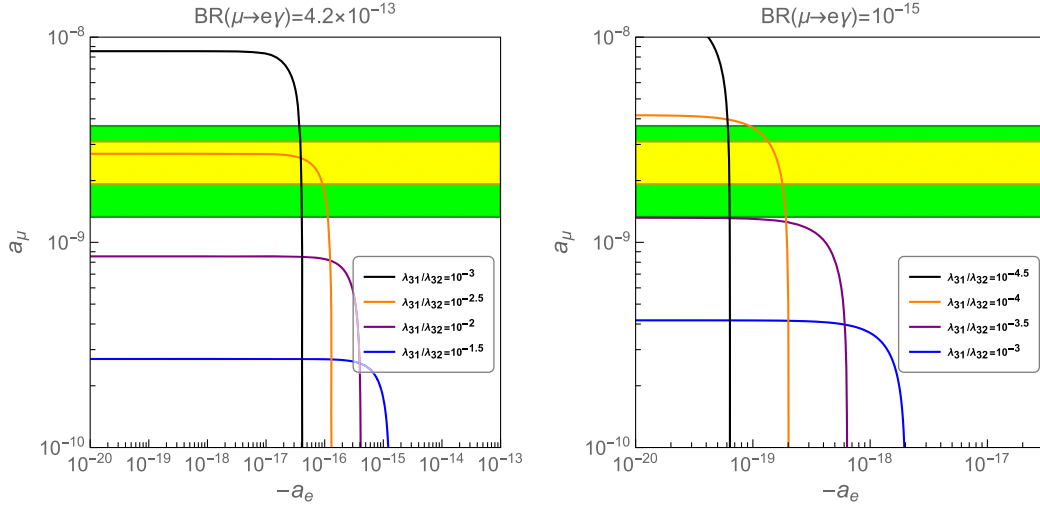 BR(μ→eγ)=4.2×10⁻¹³
10⁻⁸
10⁻⁹
10⁻¹⁰
aμ
λ₃₁/λ₃₂=10⁻³
λ₃₁/λ₃₂=10⁻²·⁵
λ₃₁/λ₃₂=10⁻²
λ₃₁/λ₃₂=10⁻¹·⁵
10⁻²⁰ 10⁻¹⁹ 10⁻¹⁸ 10⁻¹⁷ 10⁻¹⁶ 10⁻¹⁵ 10⁻¹⁴ 10⁻¹³
-aₑ
BR(μ→eγ)=10⁻¹⁵
10⁻⁸
10⁻⁹
10⁻¹⁰
aμ
λ₃₁/λ₃₂=10⁻⁴·⁵
λ₃₁/λ₃₂=10⁻⁴
λ₃₁/λ₃₂=10⁻³·⁵
λ₃₁/λ₃₂=10⁻³
10⁻²⁰ 10⁻¹⁹ 10⁻¹⁸ 10⁻¹⁷
-aₑ